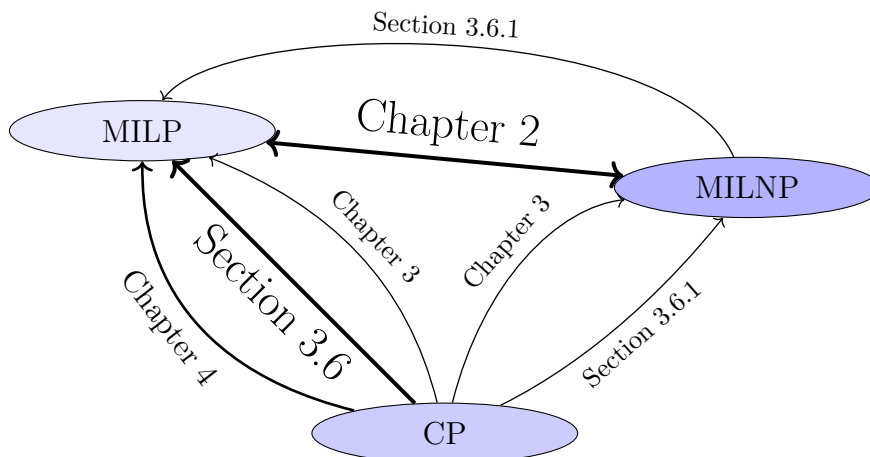 Section 3.6.1
MILP
Chapter 2
MILNP
Chapter 3
Chapter 3
Section 3.6
Chapter 4
Section 3.6.1
CP